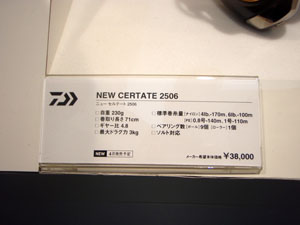 NEW CERTATE 2506
ニュー セルテート 2506
自重 230g
巻取り長さ 71cm
ギヤー比 4.8
最大ドラグ力 3kg
標準巻糸量 [ナイロン] 4lb.-170m. 6lb.-100m
[PE] 0.8号-140m. 1号-110m
ベアリング数 [ボール] 9個 [ローラー] 1個
ソルト対応
NEW
メーカー希望本体価格 ¥38,000